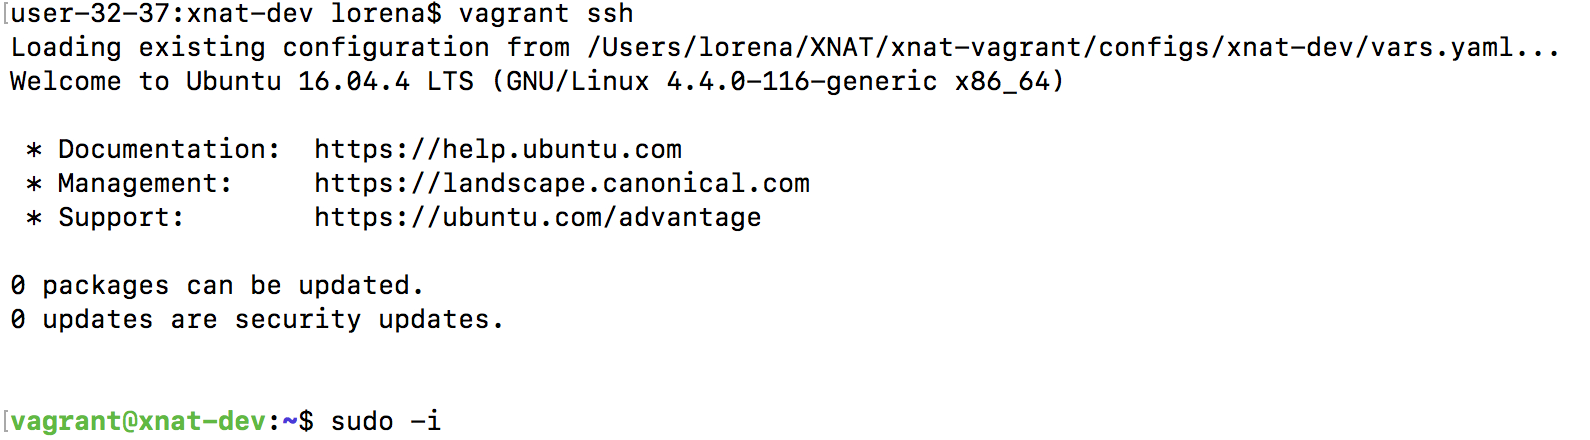 [user-32-37:xnat-dev lorena$ vagrant ssh
Loading existing configuration from /Users/lorena/XNAT/xnat-vagrant/configs/xnat-dev/vars.yaml...
Welcome to Ubuntu 16.04.4 LTS (GNU/Linux 4.4.0-116-generic x86_64)
* Documentation:  https://help.ubuntu.com
* Management:     https://landscape.canonical.com
* Support:        https://ubuntu.com/advantage
0 packages can be updated.
0 updates are security updates.
[vagrant@xnat-dev:~$ sudo -i